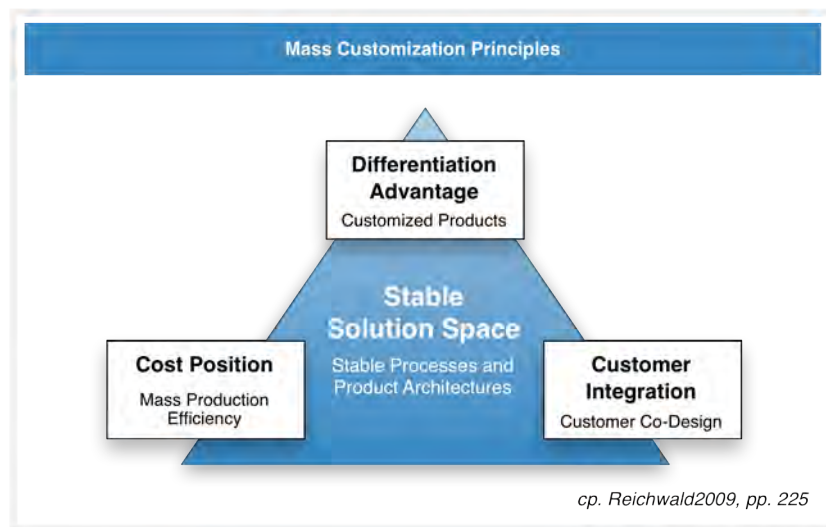 Mass Customization Principles
Differentiation
Advantage
Customized Products
Stable
Solution Space
Stable Processes and
Product Architectures
Cost Position
Mass Production
Efficiency
Customer
Integration
Customer Co-Design
cp. Reichwald2009, pp. 225